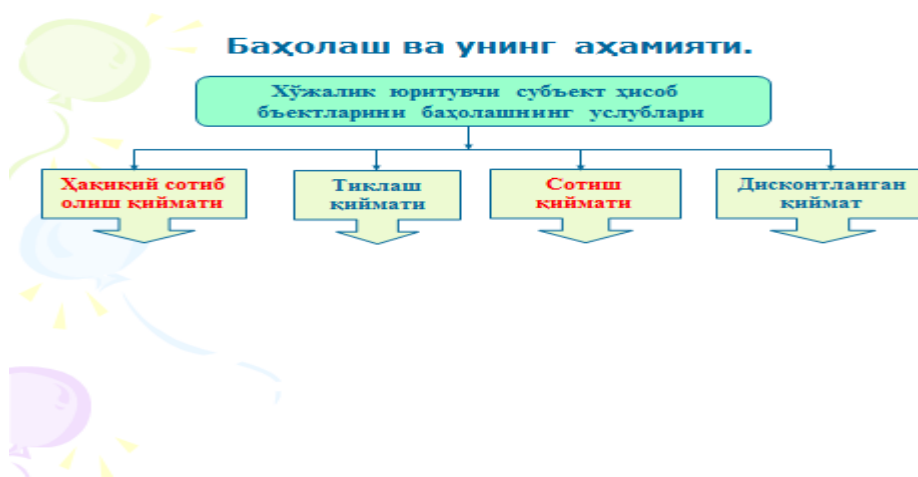 Баҳолаш ва унинг аҳамияти.
Хўжалик юритувчи субъект ҳисоб
бъектларини баҳолашнинг услублари
Ҳақиқий сотиб
олиш қиймати
Тиклаш
қиймати
Сотиш
қиймати
Дисконтланган
қиймат